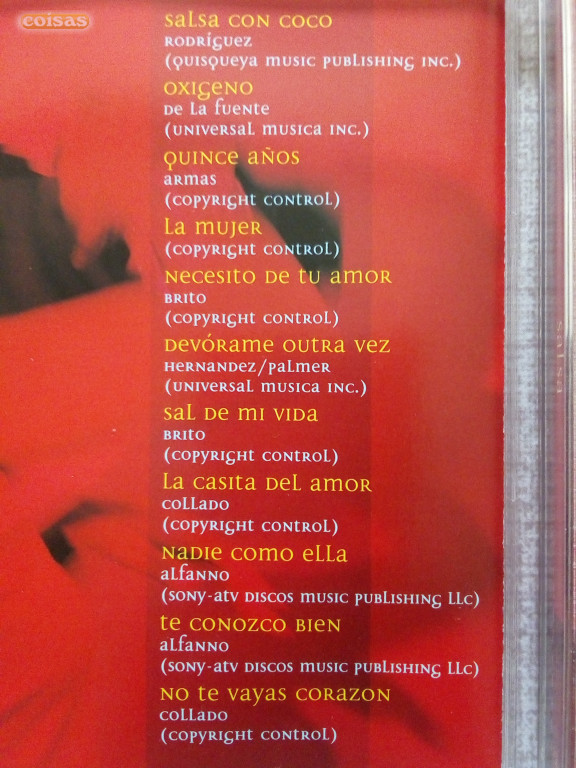 coisas
salsa con coco
Rodríguez
(Quisqueya Music Publishing Inc.)
oxigeno
de la fuente
(Universal Musica Inc.)
quince años
armas
(copyright control)
la mujer
(copyright control)
necesito de tu amor
brito
(copyright control)
devórame outra vez
Hernandez/Palmer
(Universal Musica Inc.)
sal de mi vida
brito
(copyright control)
la casita del amor
collado
(copyright control)
nadie como ella
alfanno
(Sony-ATV Discos Music Publishing LLC)
te conozco bien
alfanno
(Sony-ATV Discos Music Publishing LLC)
no te vayas corazon
collado
(copyright control)
salsa